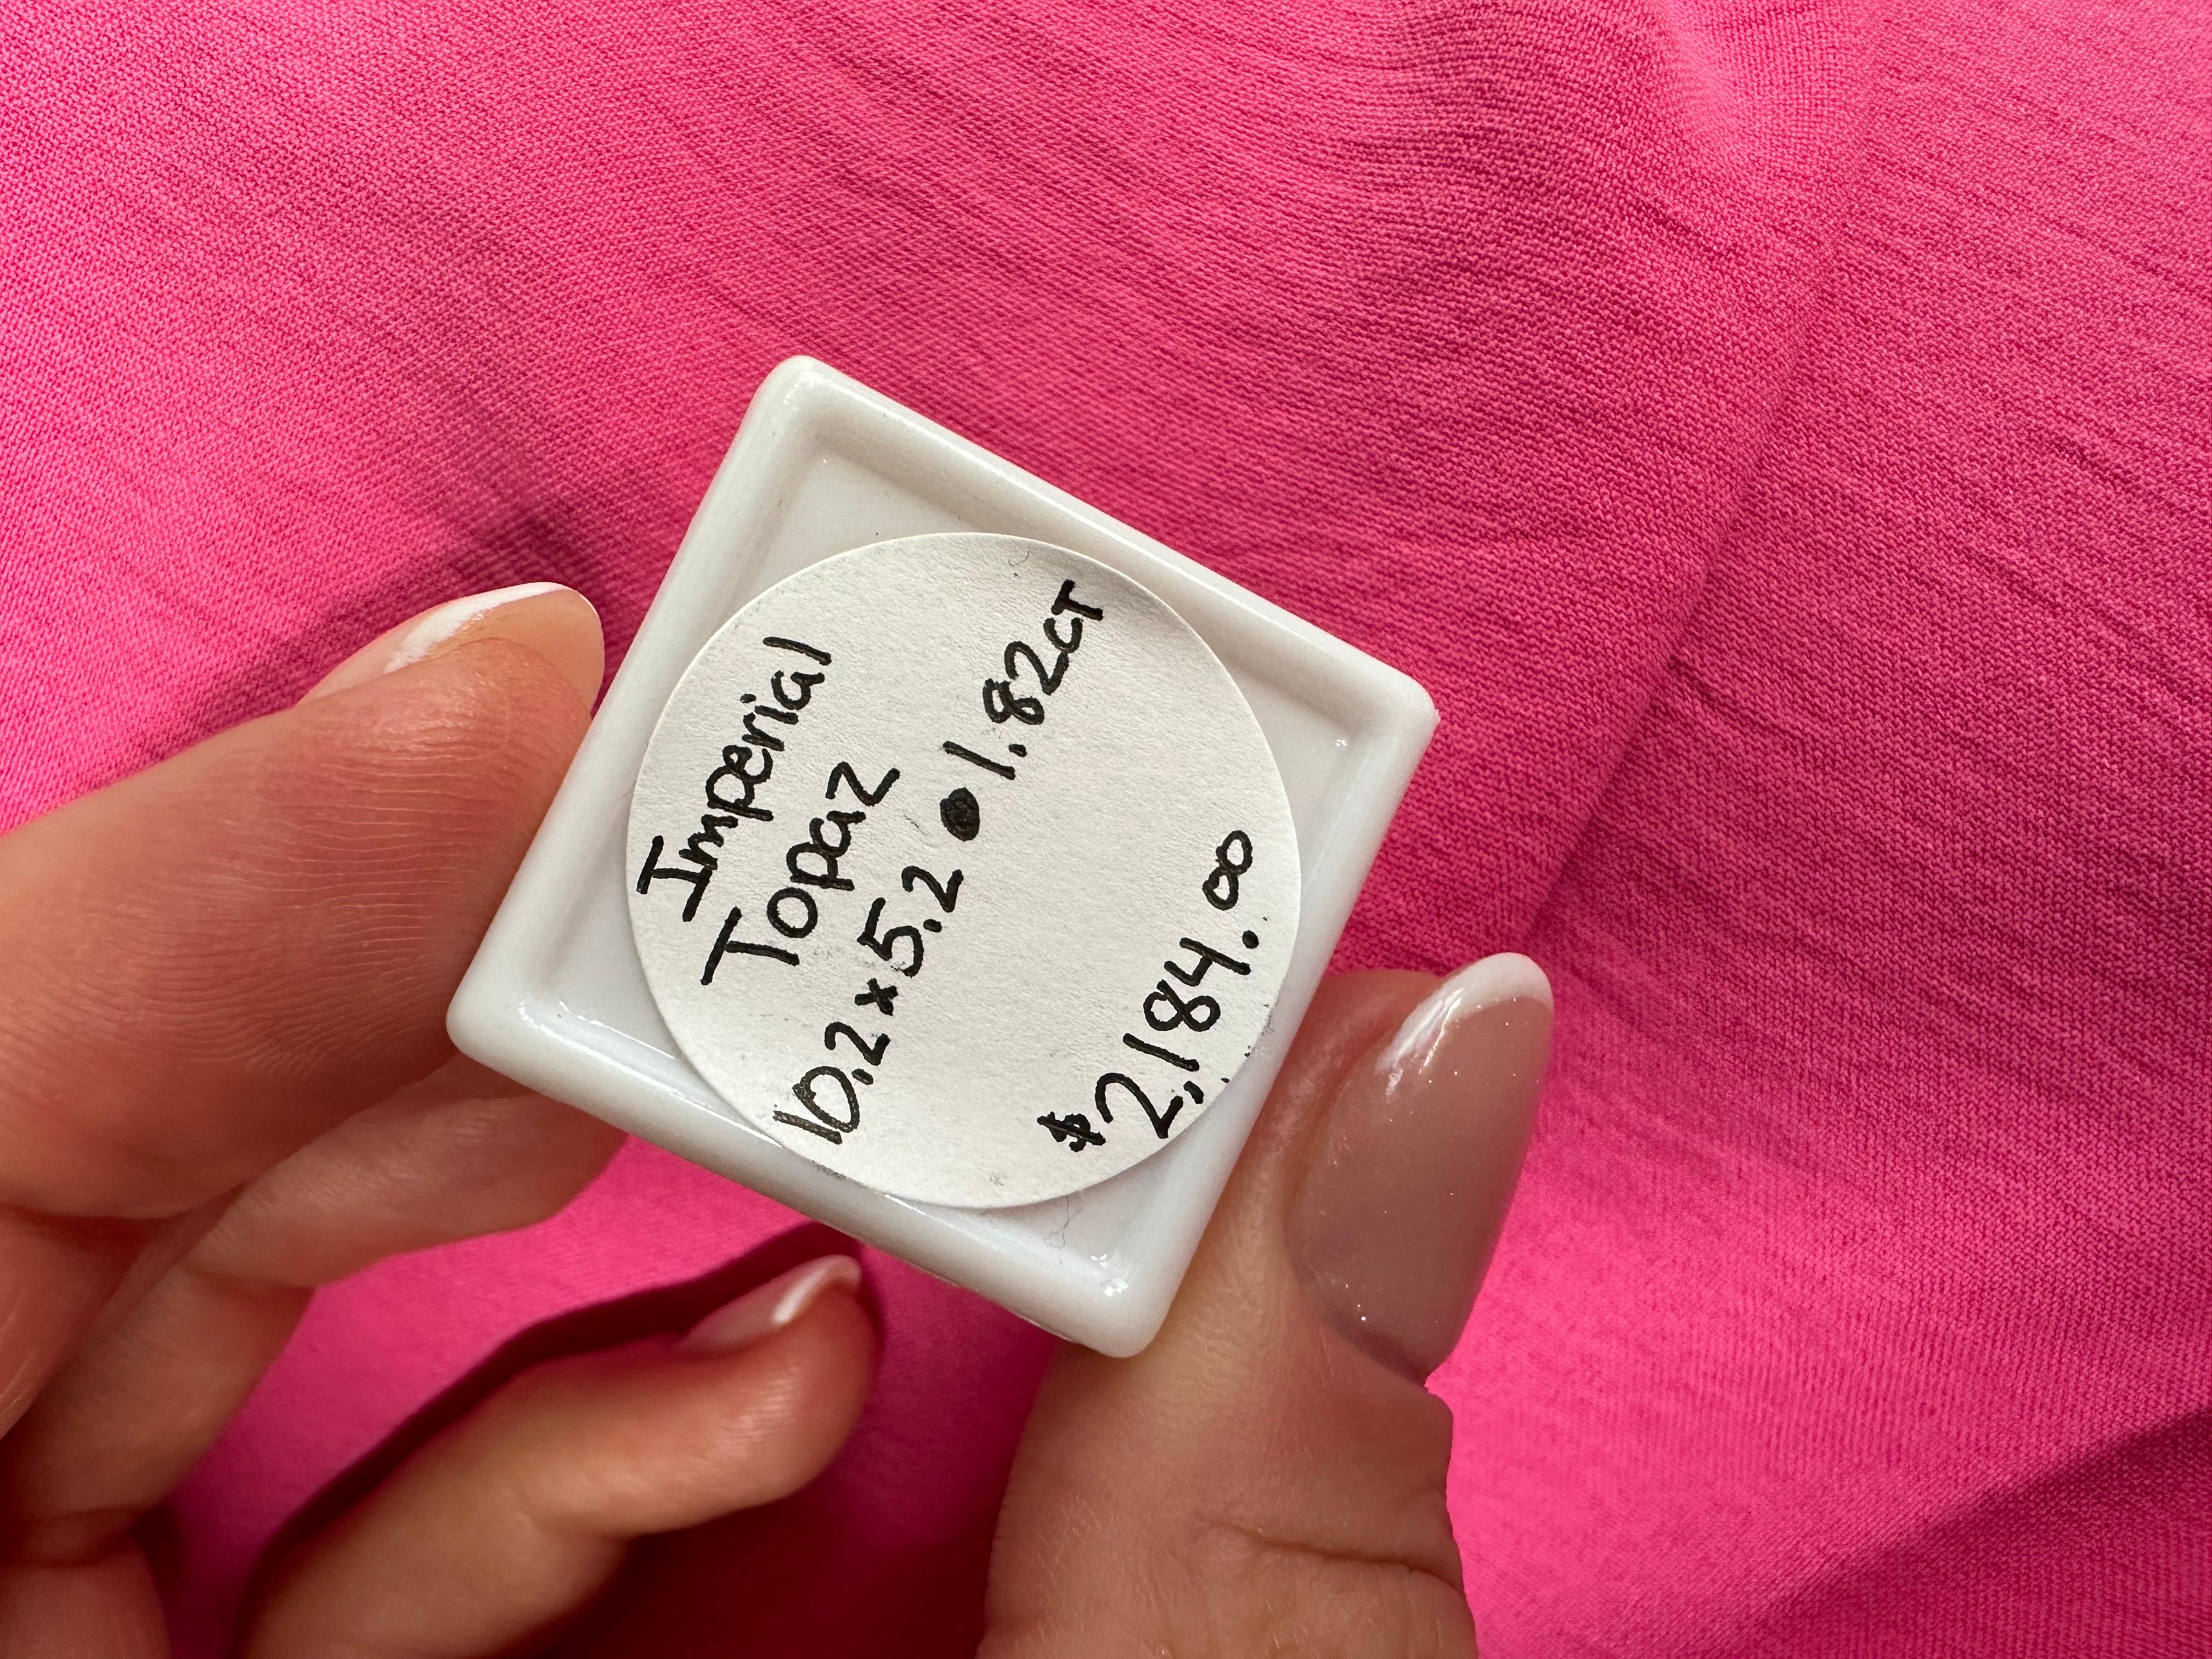 Imperial
Topaz
10.2 x 5.2 ● 1.82cT
$2,184.00